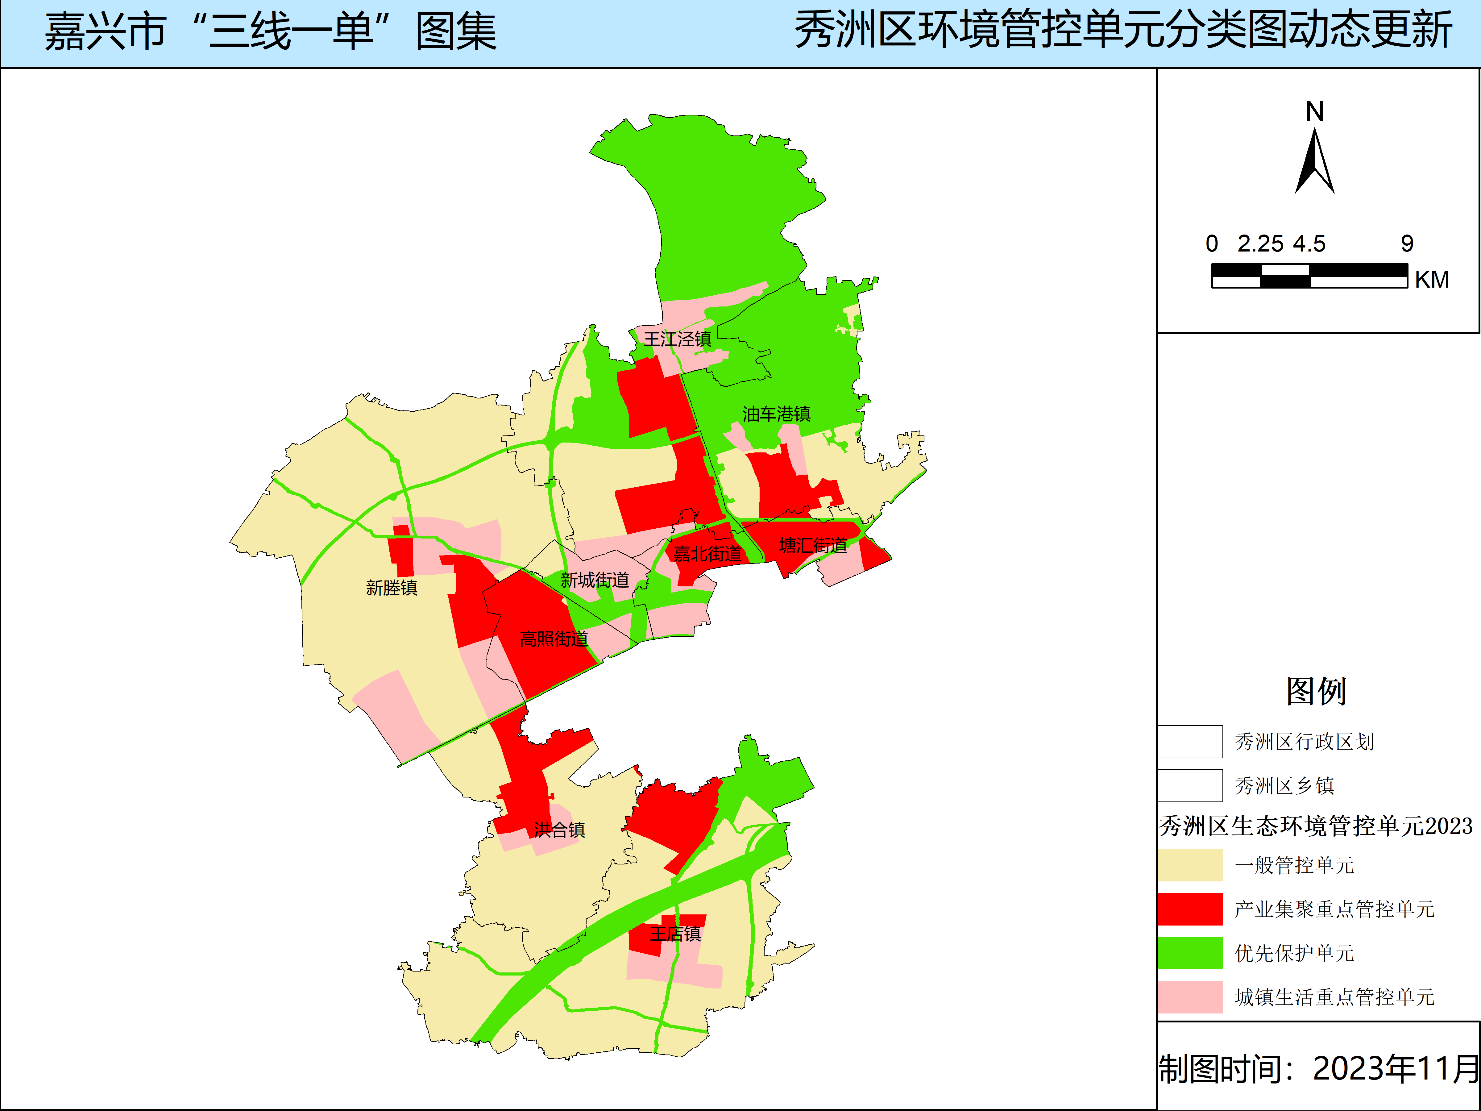 嘉兴市“三线一单”图集
秀洲区环境管控单元分类图动态更新
N
0 2.25 4.5 9
KM
王江泾镇
油车港镇
塘汇街道
嘉北街道
新城街道
新塍镇
高照街道
洪合镇
王店镇
图例
秀洲区行政区划
秀洲区乡镇
秀洲区生态环境管控单元2023
一般管控单元
产业集聚重点管控单元
优先保护单元
城镇生活重点管控单元
制图时间：2023年11月